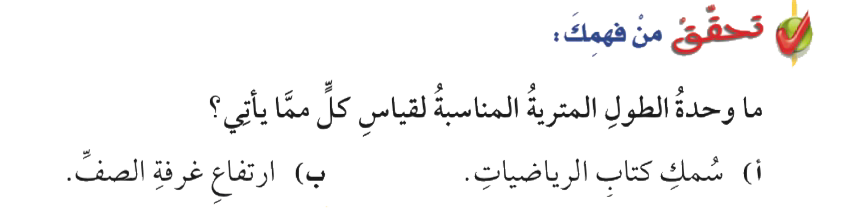 تحقّقْ منْ فهمِكَ:
ما وحدةُ الطولِ المتريةُ المناسبةُ لقياسِ كلٍّ ممَّا يأتِي؟
أ) سُمكِ كتابِ الرياضياتِ. ب) ارتفاعِ غرفةِ الصفِّ.